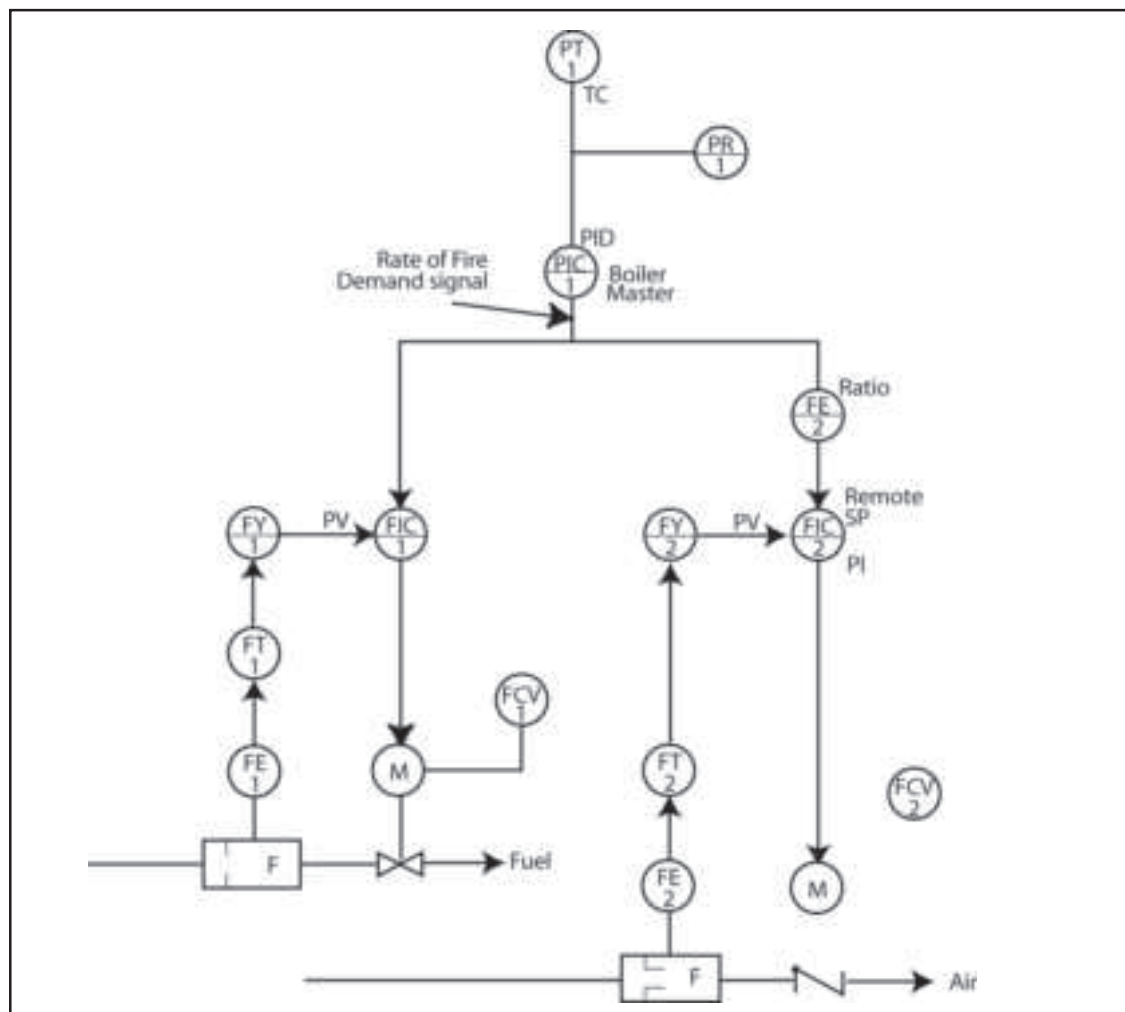 PT
1
TC
PR
1
PID
PIC
1
Boiler
Master
Rate of Fire
Demand signal
Ratio
FE
2
Remote
SP
FY
1
PV
FIC
1
FY
2
PV
FIC
2
PI
FT
1
FCV
1
FE
1
M
FT
2
FCV
2
F
Fuel
FE
2
M
F
Air